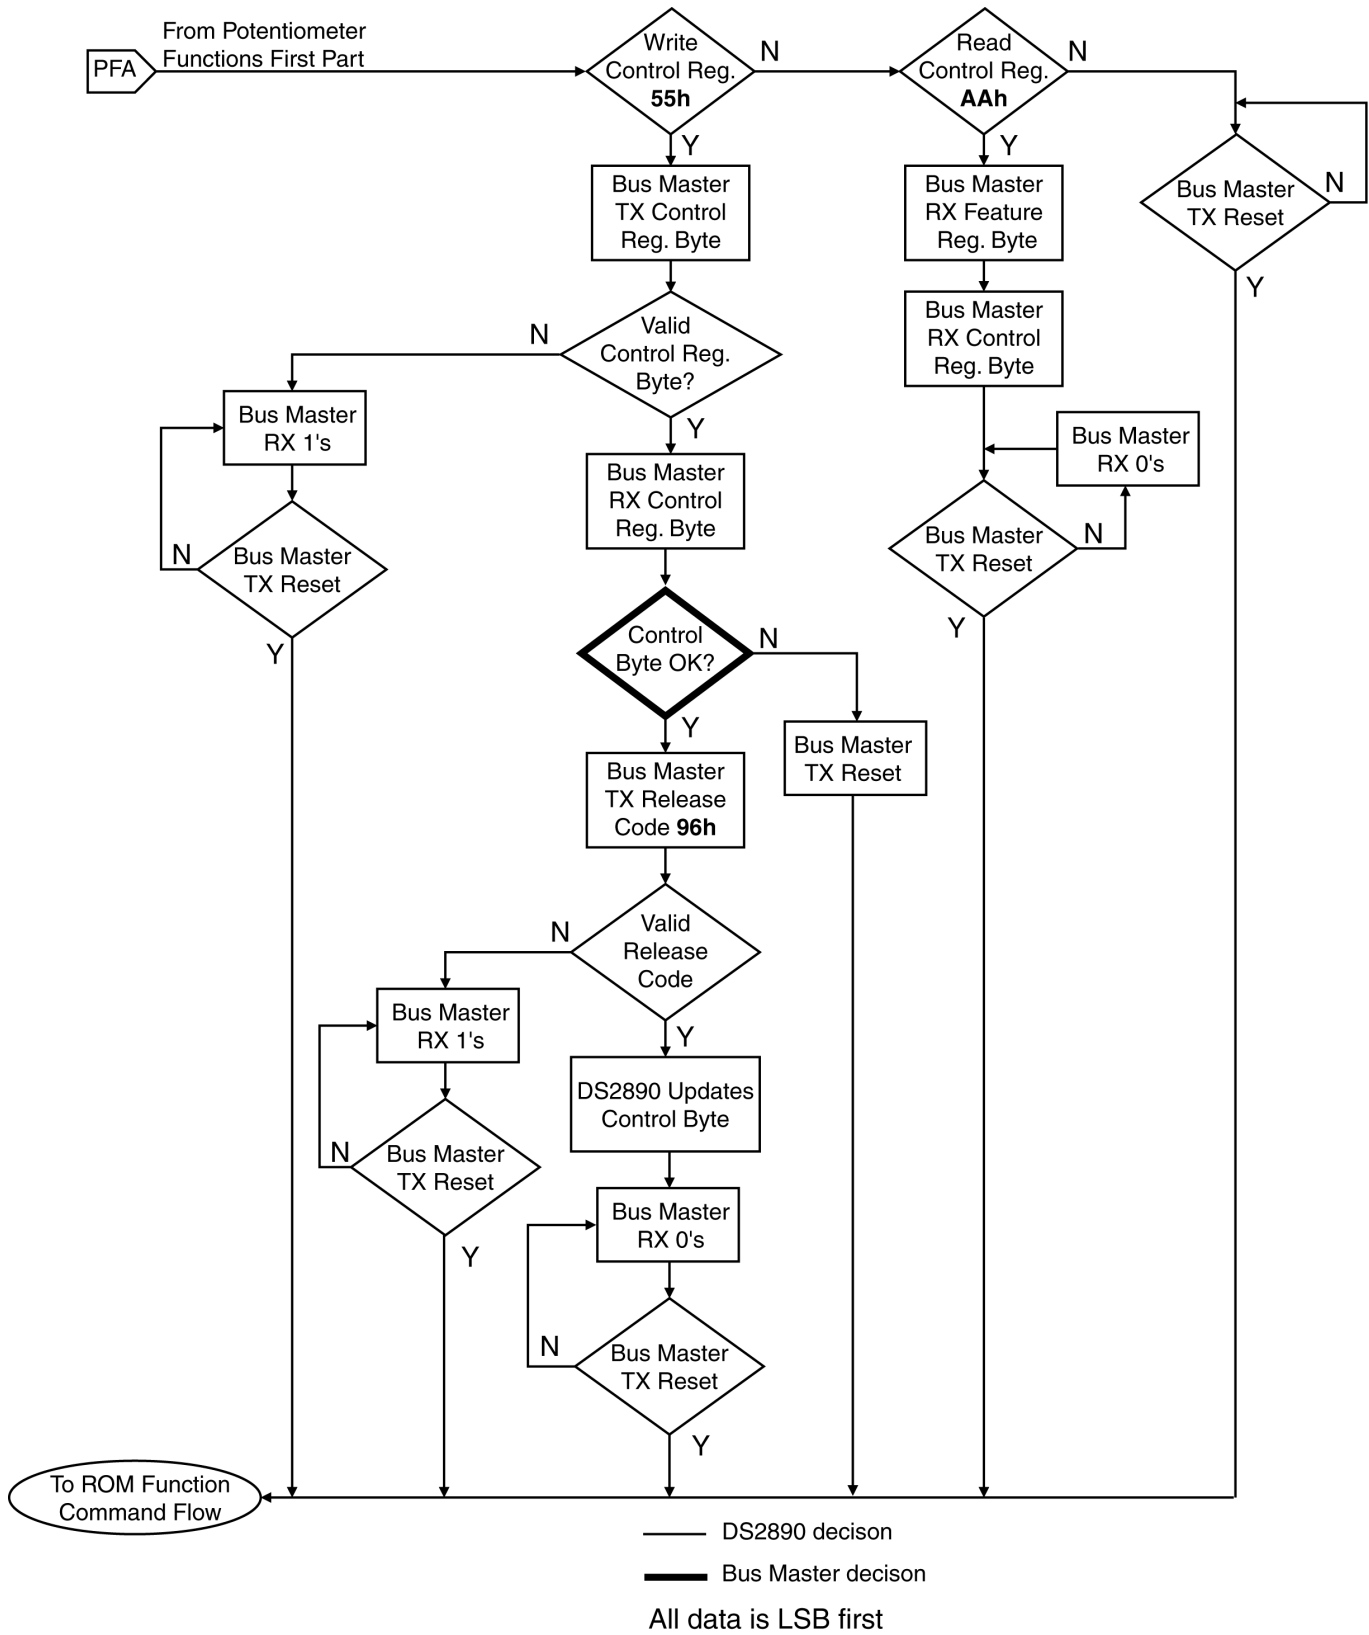 From Potentiometer
Functions First Part
PFA
Write
Control Reg.
55h
N
Y
Read
Control Reg.
AAh
N
Y
Bus Master
TX Control
Reg. Byte
Bus Master
RX Feature
Reg. Byte
Bus Master
TX Reset
N
Y
Valid
Control Reg.
Byte?
N
Y
Bus Master
RX Control
Reg. Byte
Bus Master
RX 1's
Bus Master
TX Reset
N
Y
Bus Master
RX Control
Reg. Byte
Bus Master
RX 0's
Bus Master
TX Reset
N
Y
Control
Byte OK?
N
Y
Bus Master
TX Reset
Bus Master
TX Release
Code 96h
Valid
Release
Code
N
Y
Bus Master
RX 1's
Bus Master
TX Reset
N
Y
DS2890 Updates
Control Byte
Bus Master
RX 0's
Bus Master
TX Reset
N
Y
To ROM Function
Command Flow
DS2890 decison
Bus Master decison
All data is LSB first